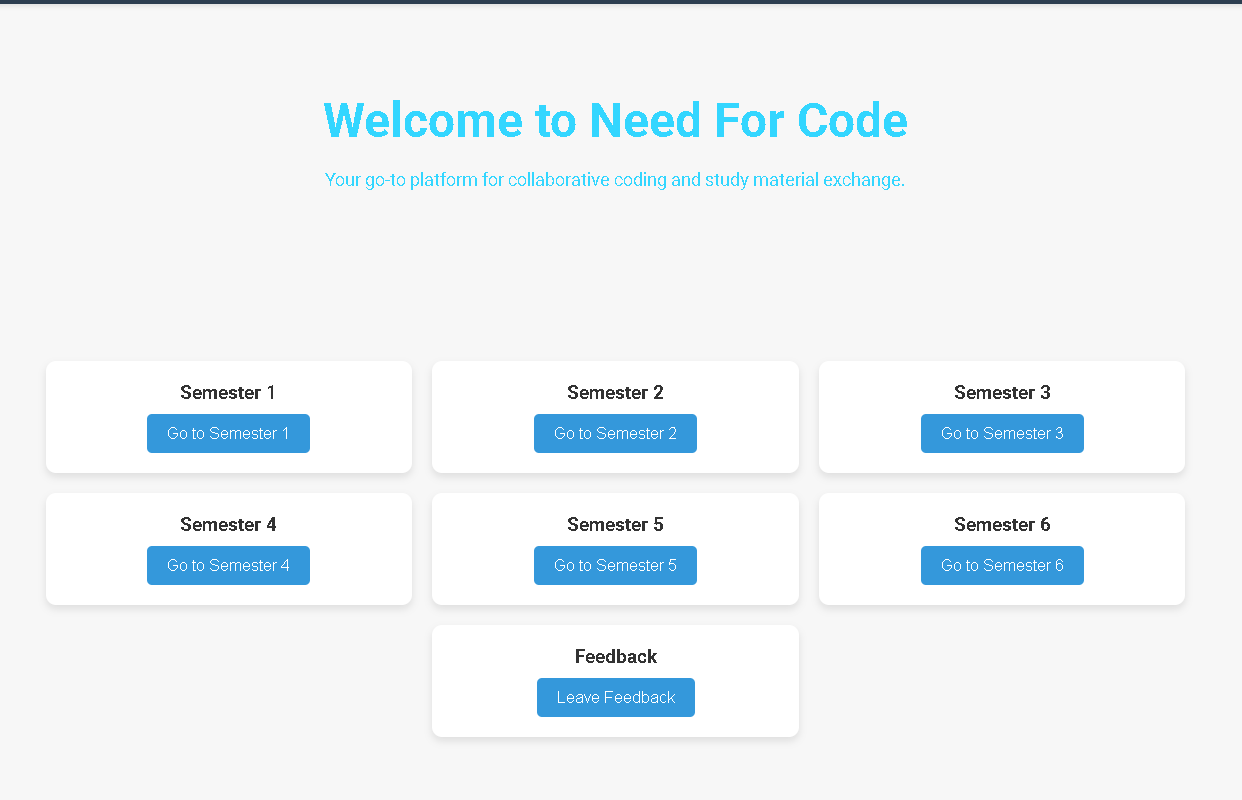 Welcome to Need For Code
Your go-to platform for collaborative coding and study material exchange.
Semester 1
Go to Semester 1
Semester 2
Go to Semester 2
Semester 3
Go to Semester 3
Semester 4
Go to Semester 4
Semester 5
Go to Semester 5
Semester 6
Go to Semester 6
Feedback
Leave Feedback